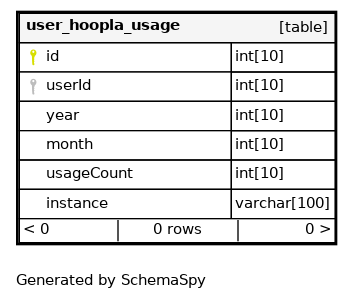 user_hoopla_usage [table]
id int[10]
userId int[10]
year int[10]
month int[10]
usageCount int[10]
instance varchar[100]
< 0 0 rows 0 >
Generated by SchemaSpy